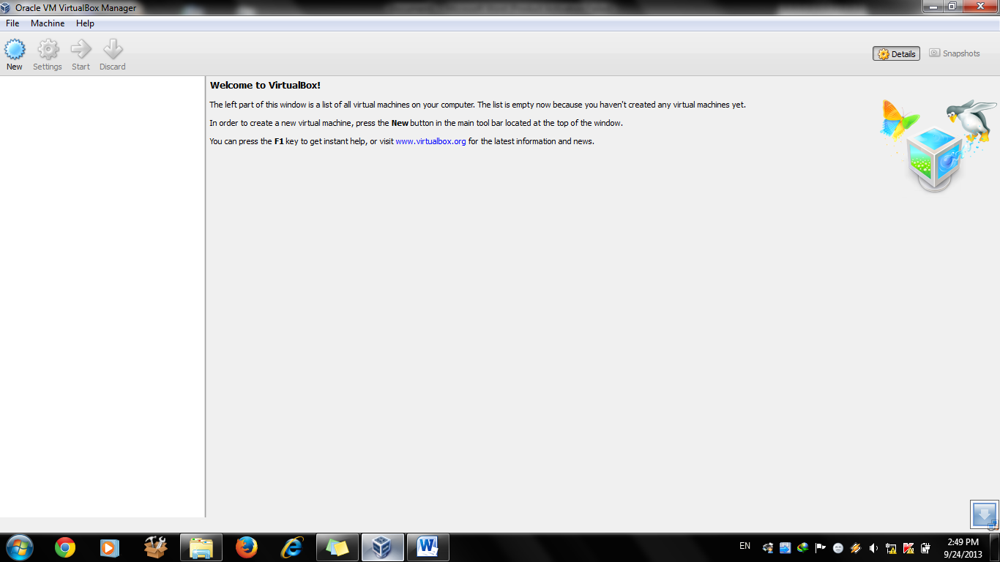 Oracle VM VirtualBox Manager
File Machine Help
New Settings Start Discard
Details Snapshots
Welcome to VirtualBox!
The left part of this window is a list of all virtual machines on your computer. The list is empty now because you haven't created any virtual machines yet.
In order to create a new virtual machine, press the New button in the main tool bar located at the top of the window.
You can press the F1 key to get instant help, or visit www.virtualbox.org for the latest information and news.
EN
2:49 PM
9/24/2013